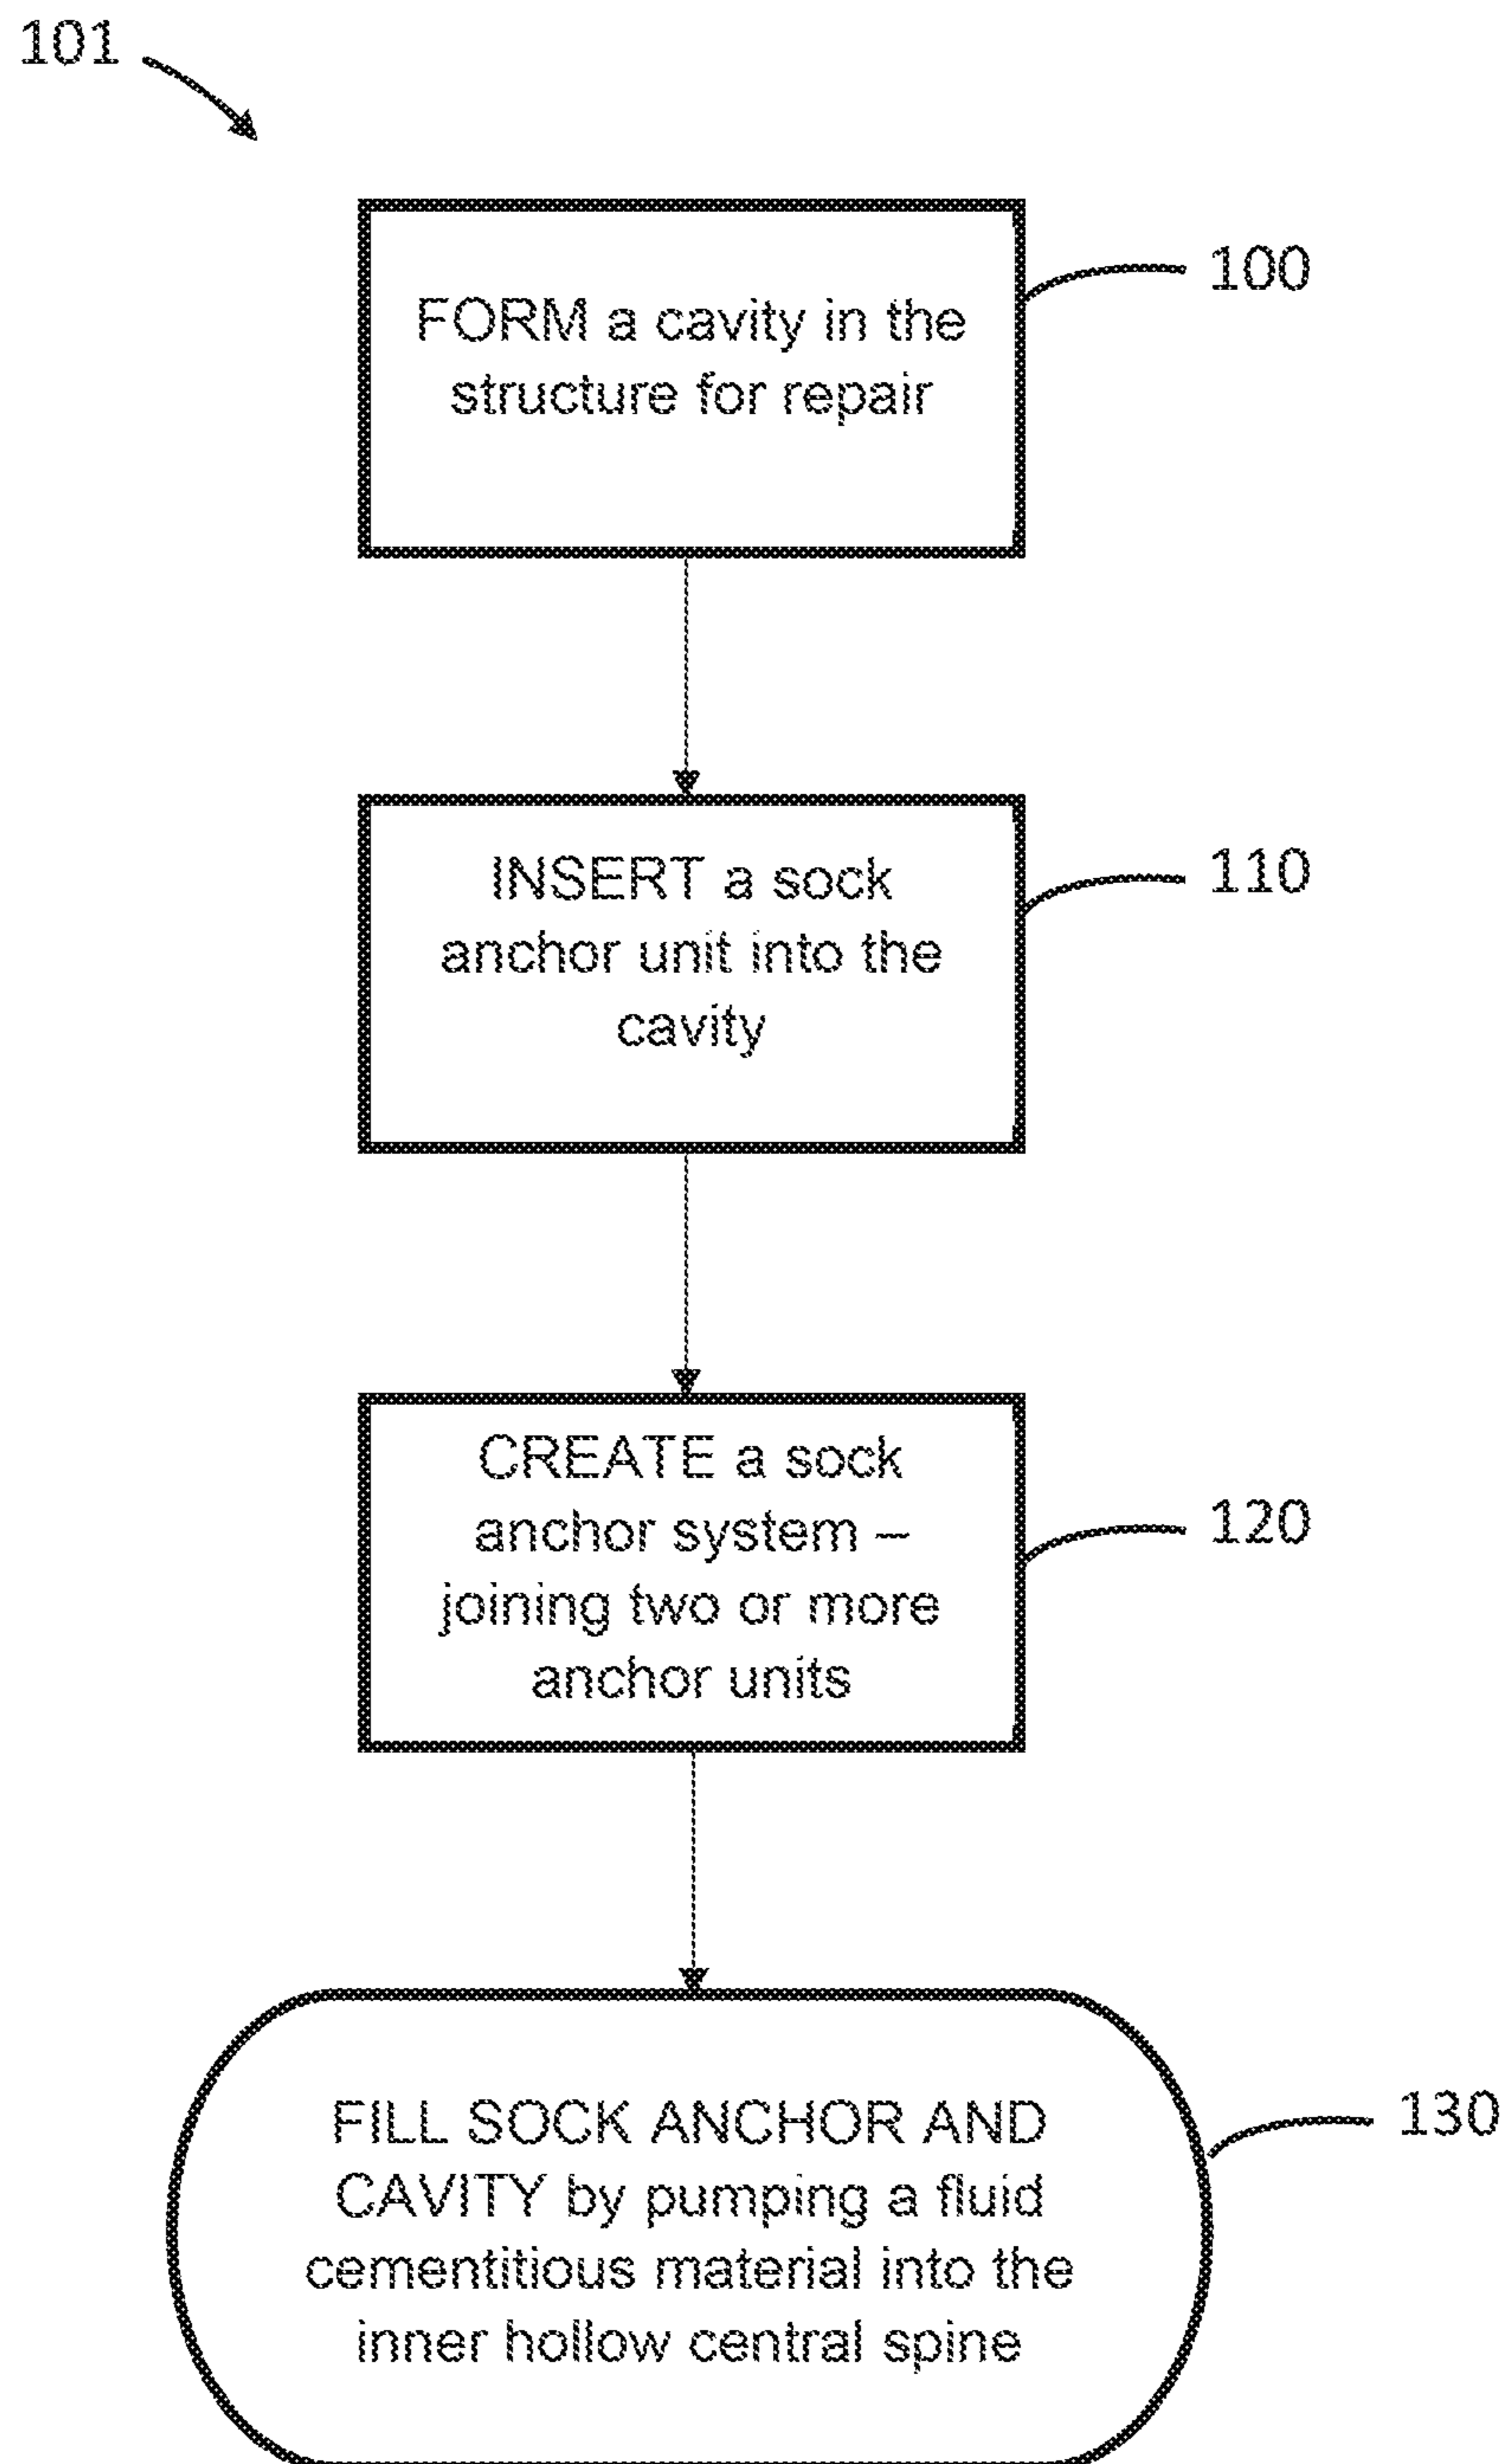 101
FORM a cavity in the
structure for repair
100
INSERT a sock
anchor unit into the
cavity
110
CREATE a sock
anchor system –
joining two or more
anchor units
120
FILL SOCK ANCHOR AND
CAVITY by pumping a fluid
cementitious material into the
inner hollow central spine
130